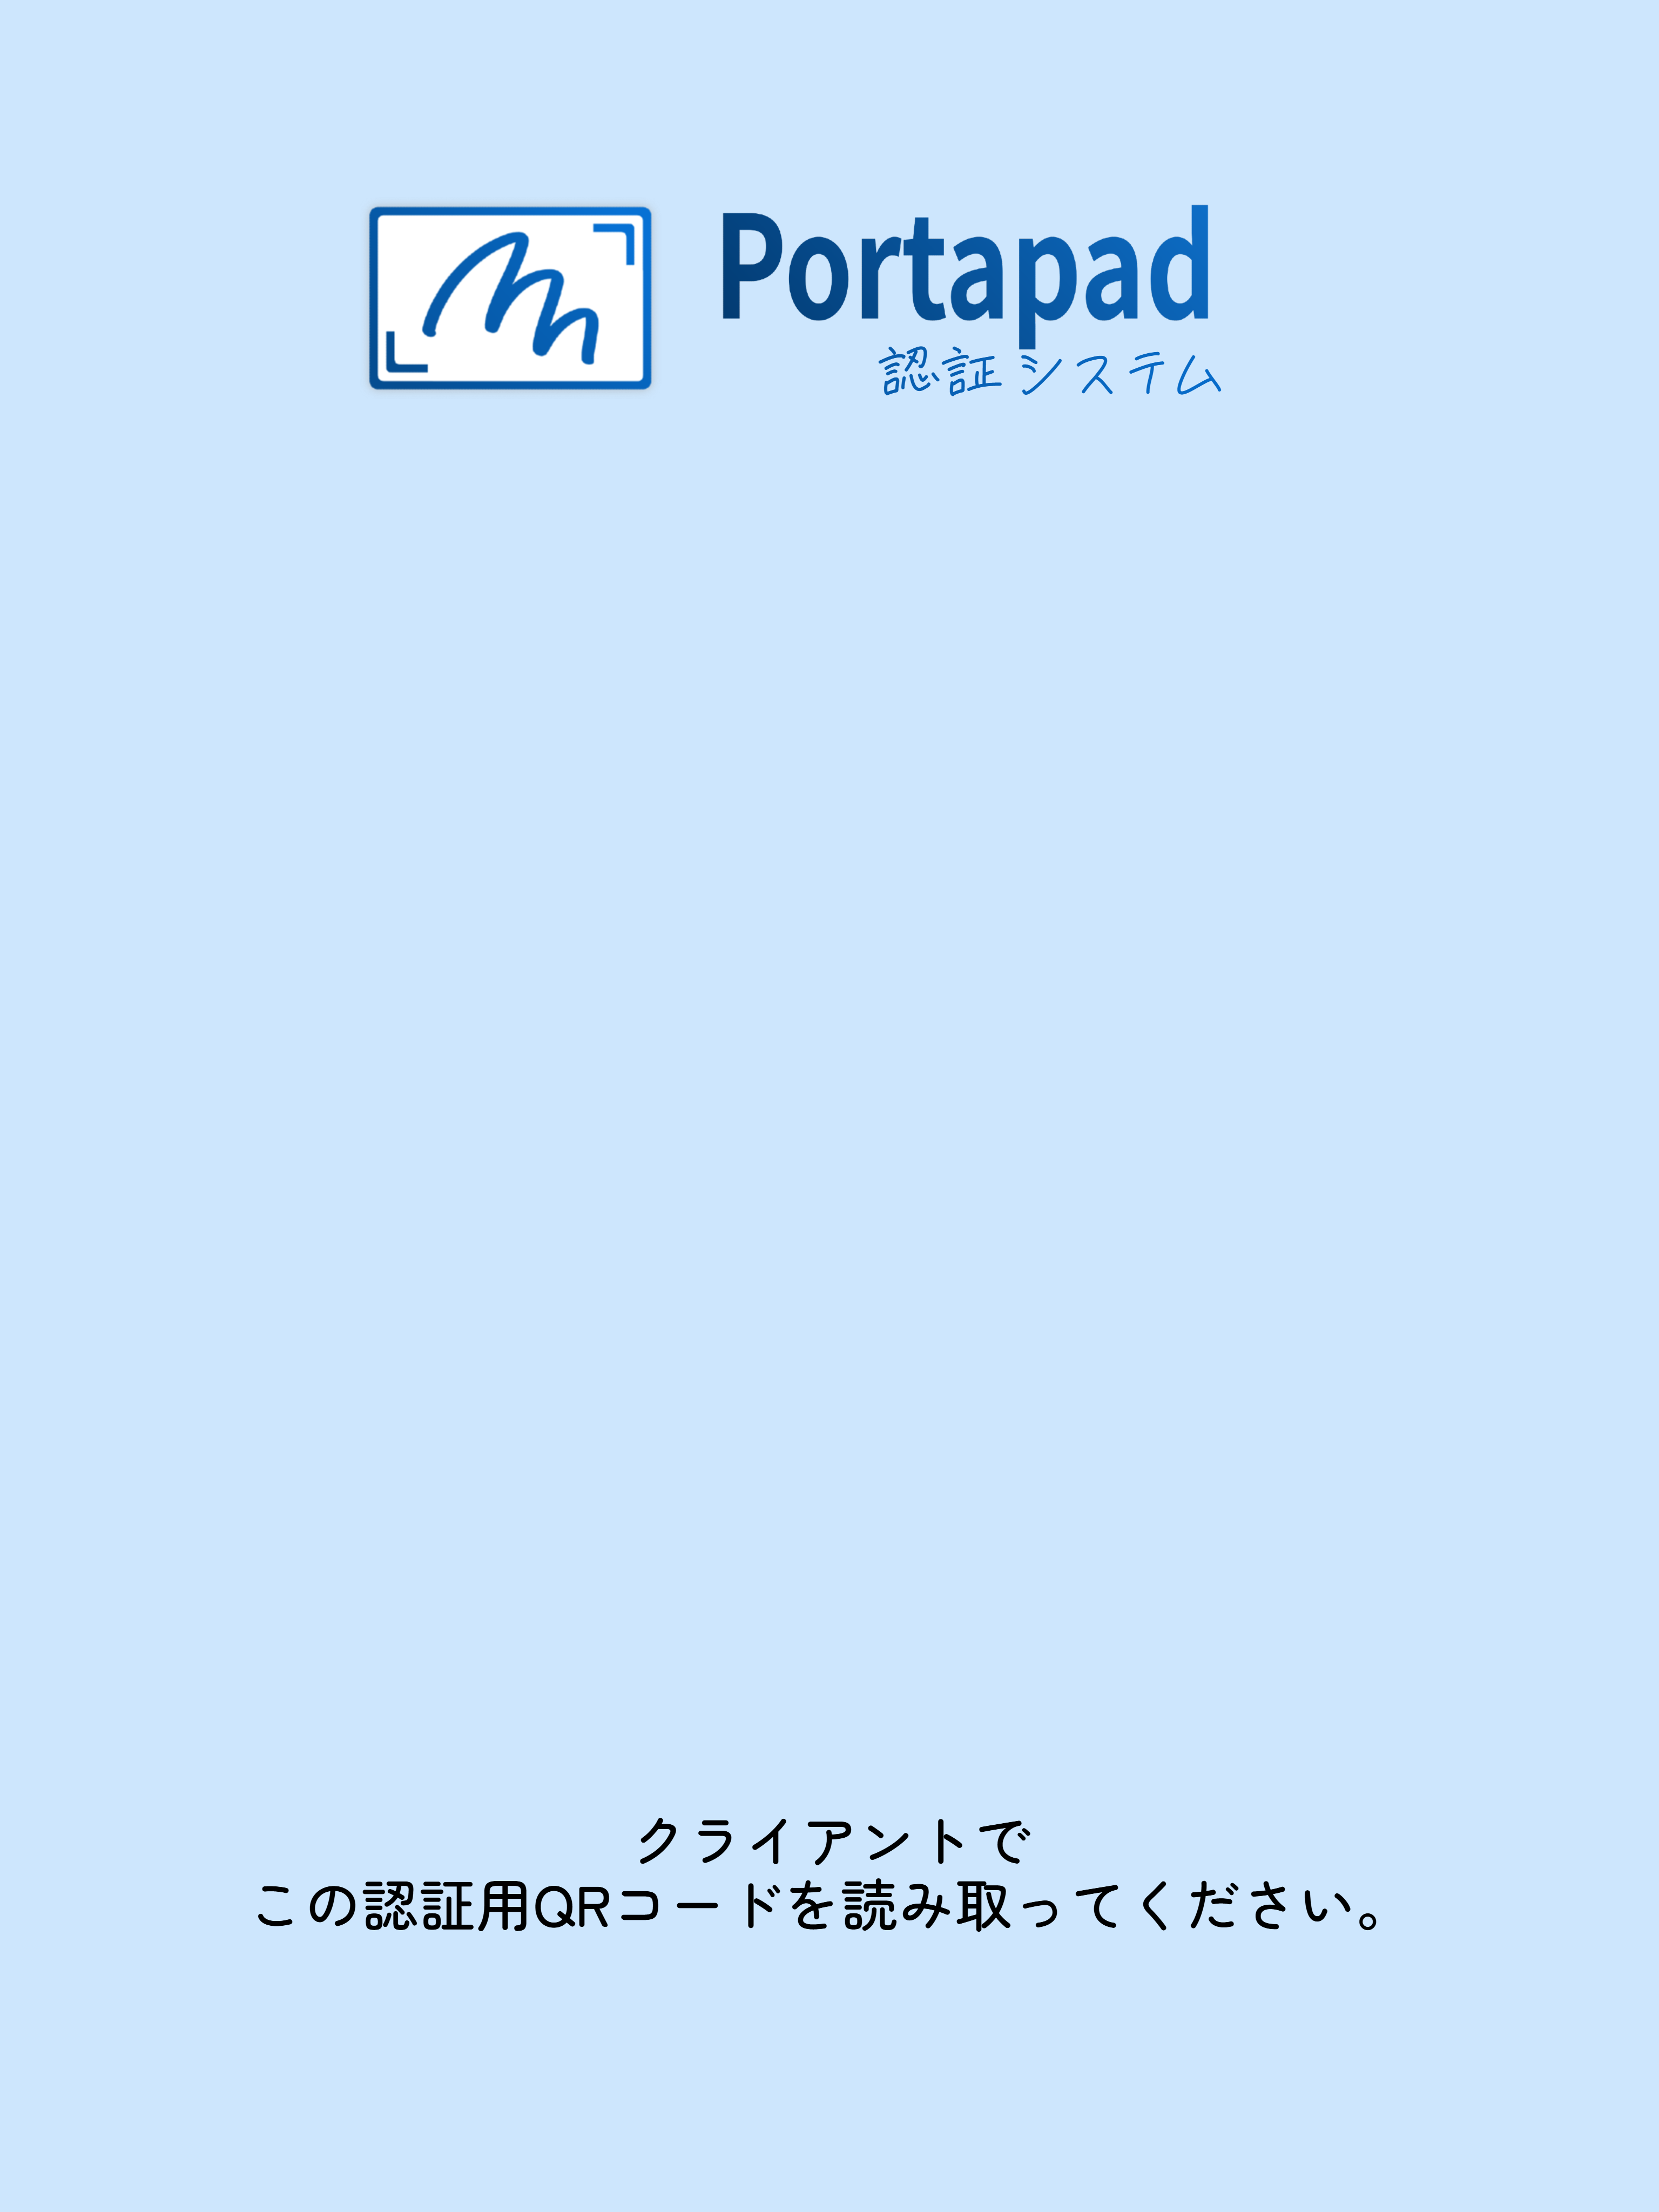 Portapad
認証システム
クライアントで
この認証用QRコードを読み取ってください。